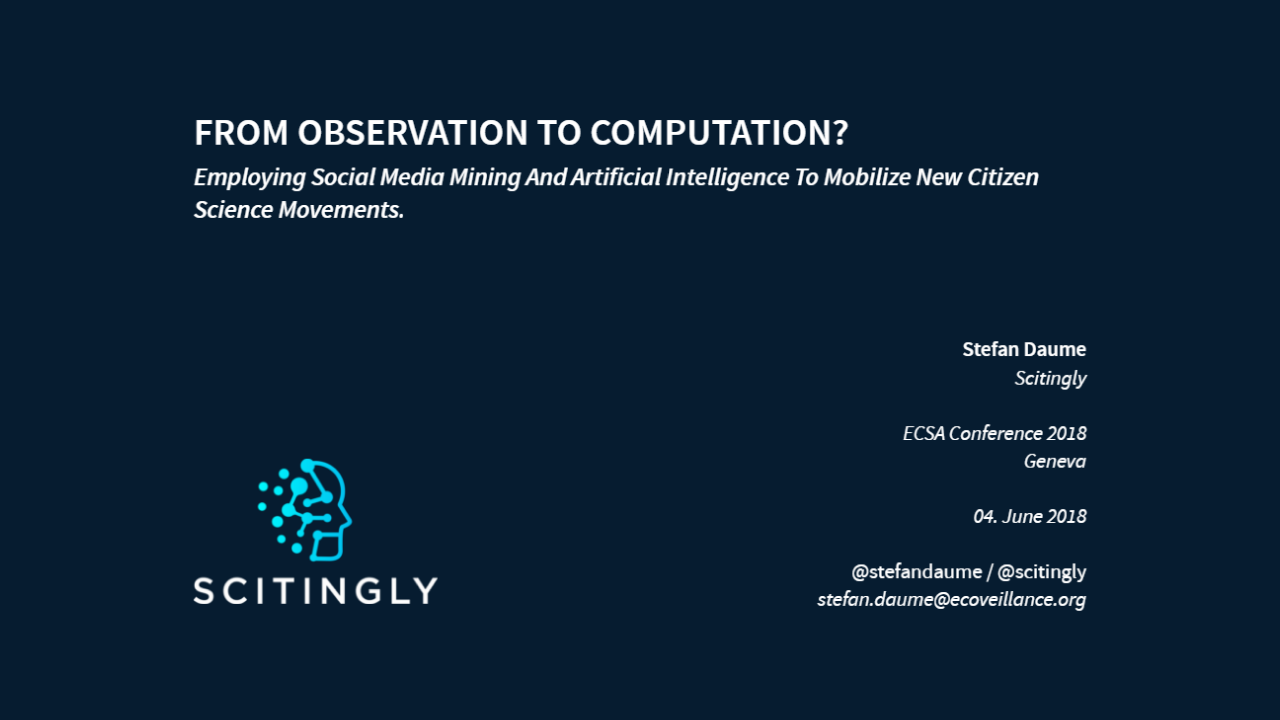 FROM OBSERVATION TO COMPUTATION?
Employing Social Media Mining And Artificial Intelligence To Mobilize New Citizen
Science Movements.
Stefan Daume
Scitingly
ECSA Conference 2018
Geneva
04. June 2018
@stefandaume / @scitingly
stefan.daume@ecoveillance.org
SCITINGLY